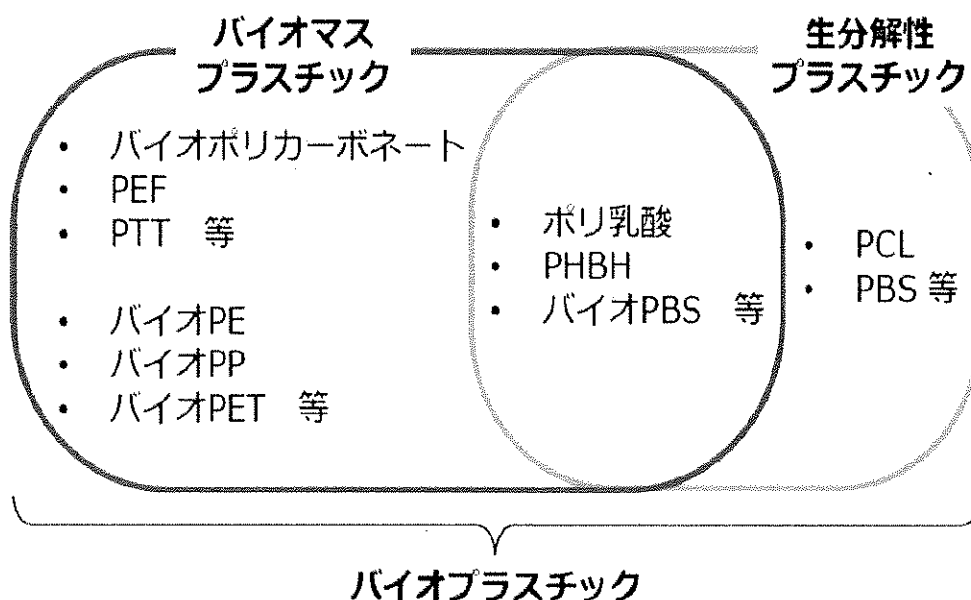 バイオマス
プラスチック
生分解性
プラスチック
• バイオポリカーボネート
• PEF
• PTT 等
• バイオPE
• バイオPP
• バイオPET 等
• ポリ乳酸
• PHBH
• バイオPBS 等
• PCL
• PBS 等
バイオプラスチック